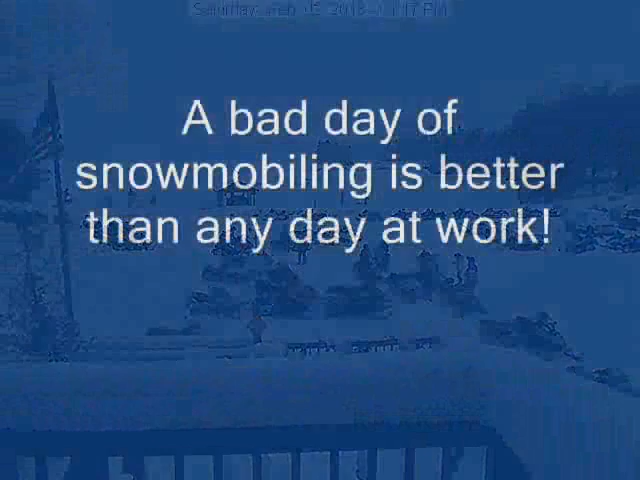 A bad day of
snowmobiling is better
than any day at work!